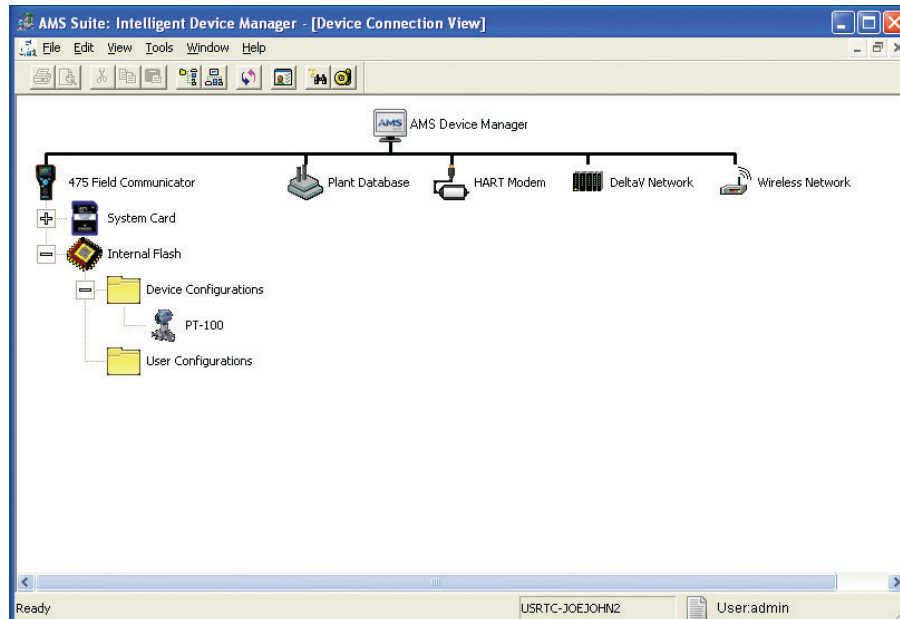 AMS Suite: Intelligent Device Manager - [Device Connection View]
File Edit View Tools Window Help
AMS AMS Device Manager
475 Field Communicator Plant Database HART Modem DeltaV Network Wireless Network
System Card
Internal Flash
Device Configurations
PT-100
User Configurations
Ready USRTC-JOEJOHN2 User:admin